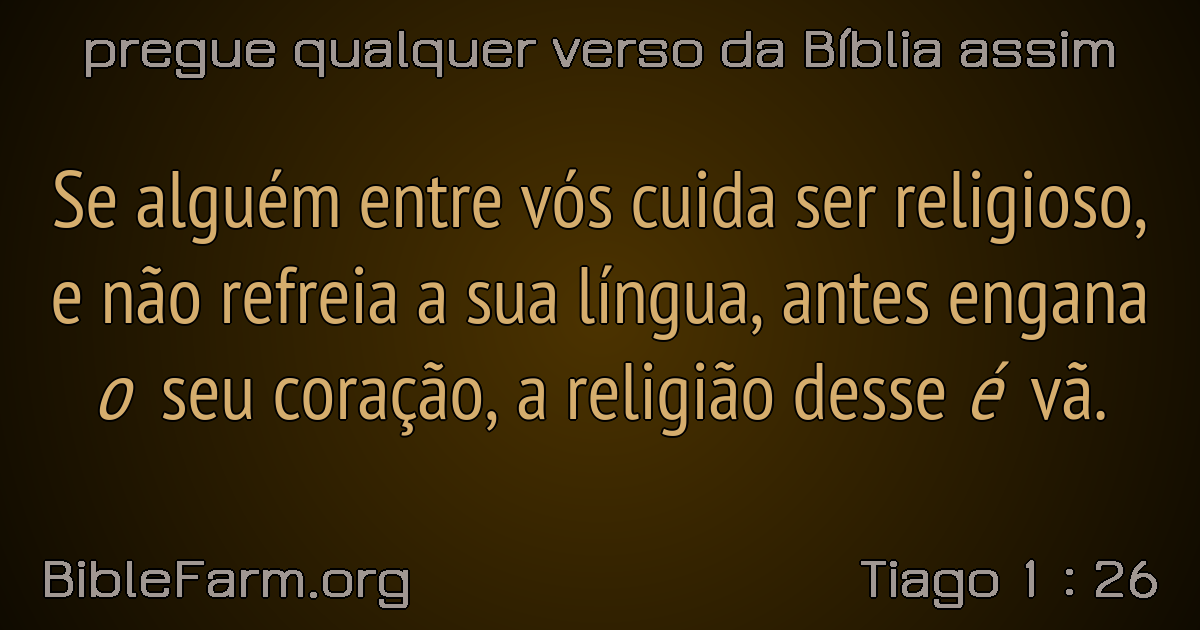 pregue qualquer verso da Bíblia assim
Se alguém entre vós cuida ser religioso,
e não refreia a sua língua, antes engana
o seu coração, a religião desse é vã.
BibleFarm.org
Tiago 1 : 26